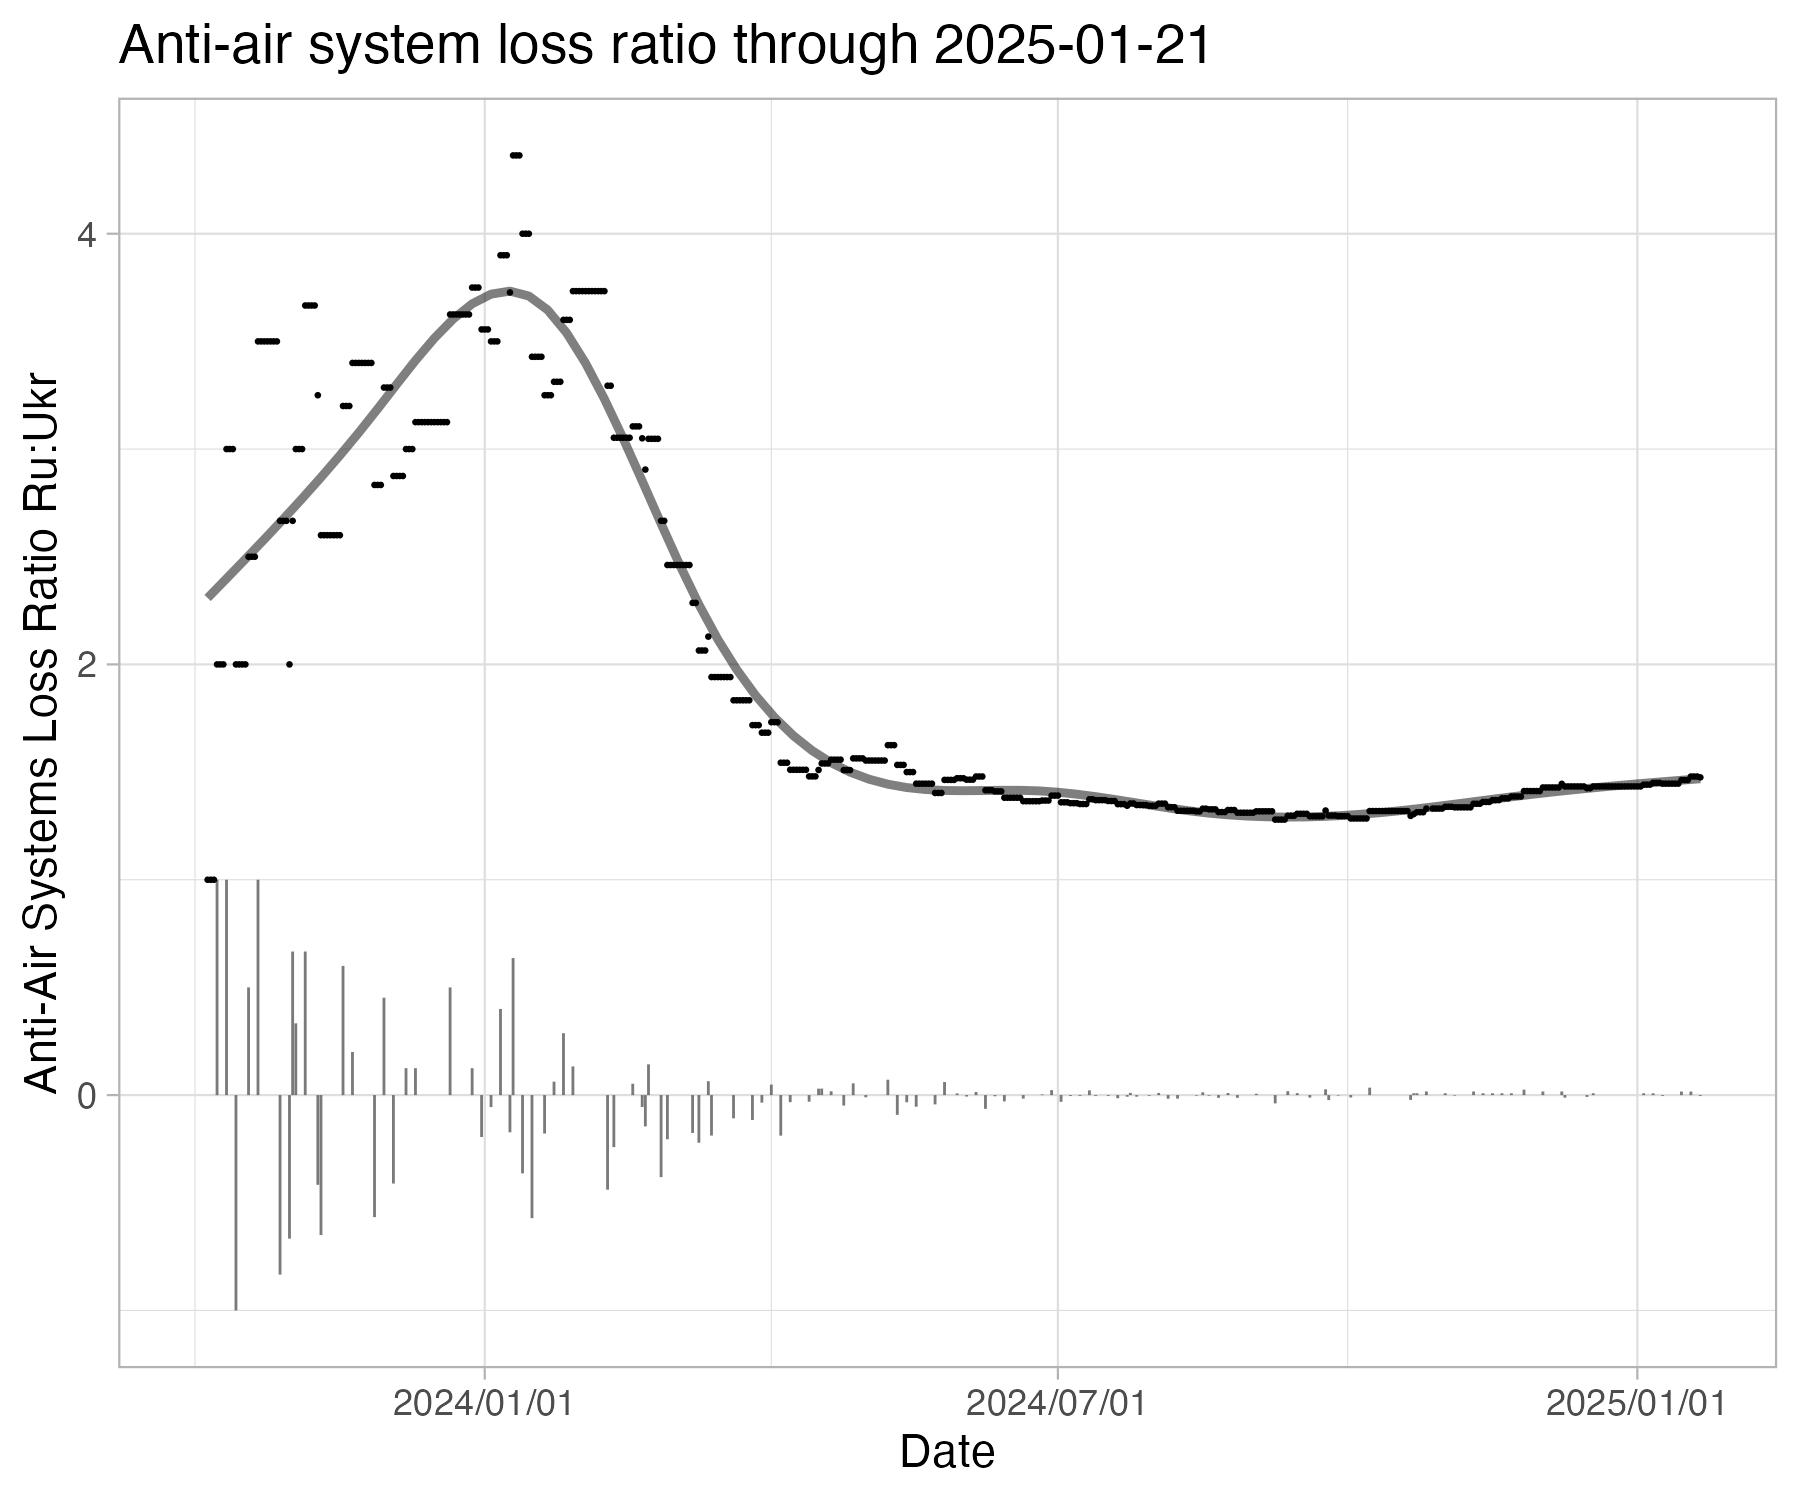 Anti-air system loss ratio through 2025-01-21
Anti-Air Systems Loss Ratio Ru:Ukr
4
2
0
2024/01/01
2024/07/01
2025/01/01
Date